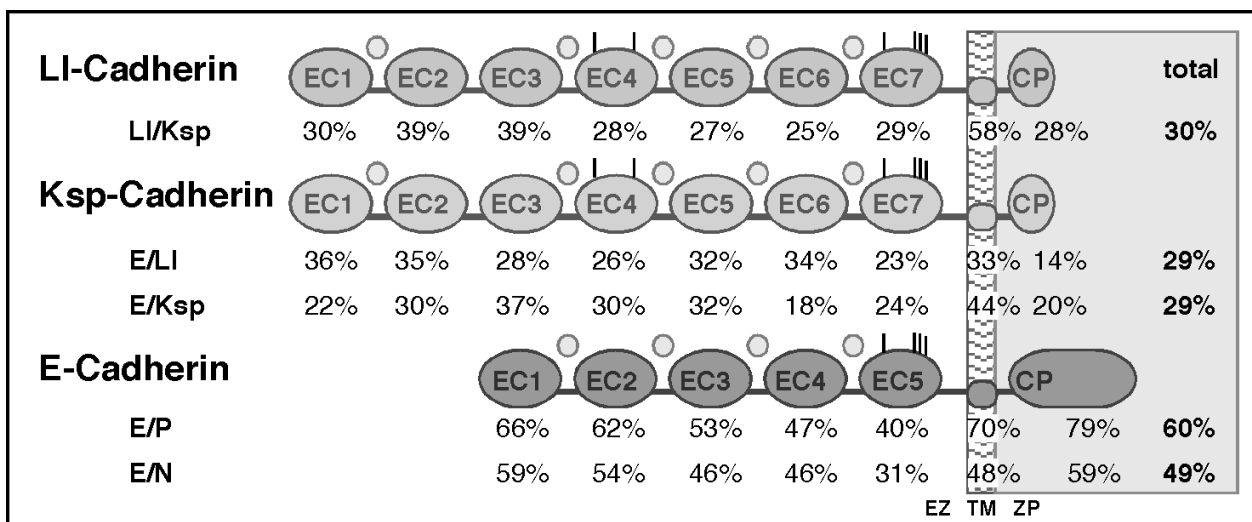 LI-Cadherin EC1 EC2 EC3 EC4 EC5 EC6 EC7 CP total
LI/Ksp 30% 39% 39% 28% 27% 25% 29% 58% 28% 30%
Ksp-Cadherin EC1 EC2 EC3 EC4 EC5 EC6 EC7 CP
E/LI 36% 35% 28% 26% 32% 34% 23% 33% 14% 29%
E/Ksp 22% 30% 37% 30% 32% 18% 24% 44% 20% 29%
E-Cadherin EC1 EC2 EC3 EC4 EC5 CP
E/P 66% 62% 53% 47% 40% 70% 79% 60%
E/N 59% 54% 46% 46% 31% 48% 59% 49%
EZ TM ZP